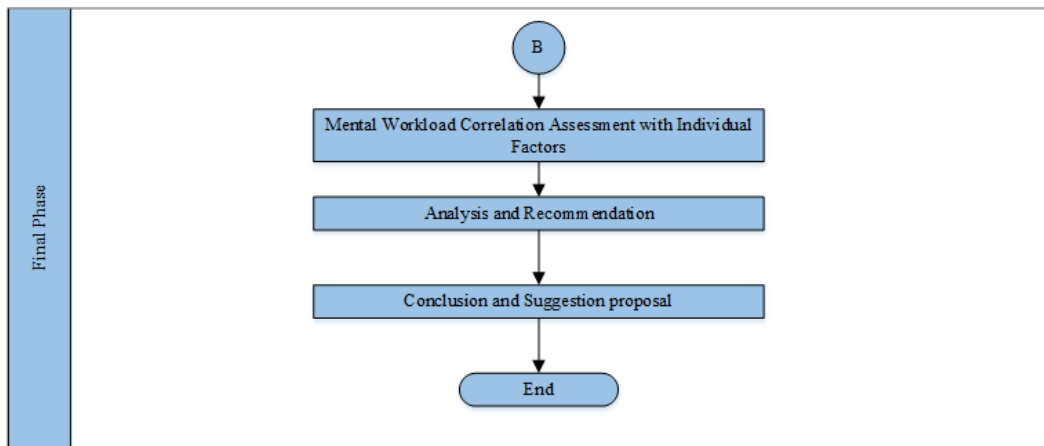 B
Mental Workload Correlation Assessment with Individual
Factors
Analysis and Recommendation
Final Phase
Conclusion and Suggestion proposal
End